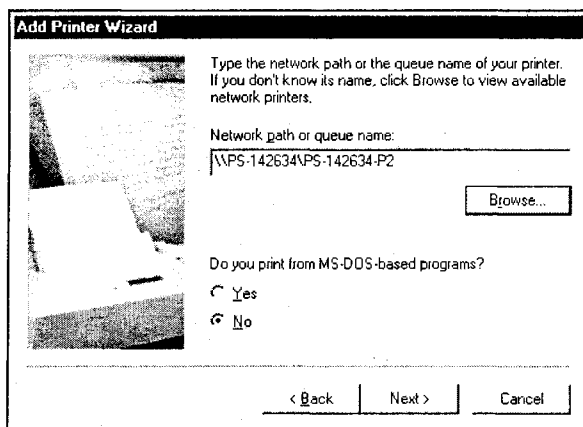 Add Printer Wizard
Type the network path or the queue name of your printer.
If you don't know its name, click Browse to view available
network printers.
Network path or queue name:
\\PS-142634\PS-142634-P2
Browse...
Do you print from MS-DOS-based programs?
Yes
No
< Back
Next >
Cancel